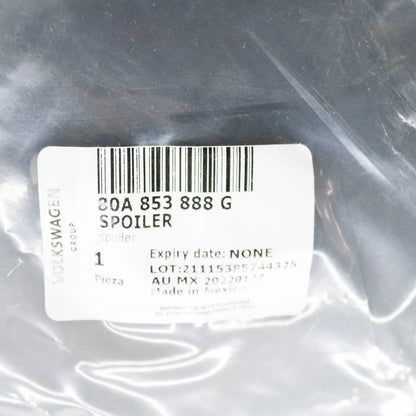 VOLKSWAGEN
GROUP
80A 853 888 G
SPOILER
spoiler
1
Pieza
Expiry date: NONE
LOT:21115385744325
AU MX 20220127
Made in Mexico